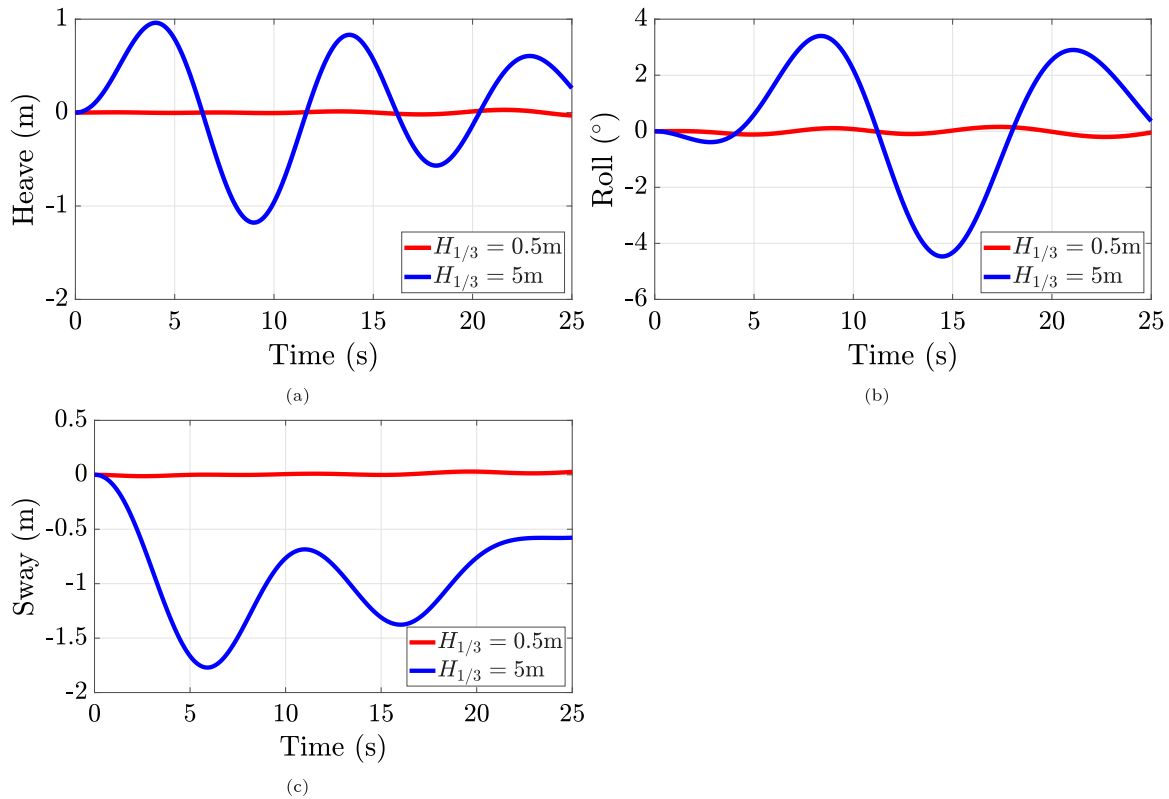 1
0
-1
-2
Heave (m)
H1/3 = 0.5m
H1/3 = 5m
0 5 10 15 20 25
Time (s)
(a)
4
2
0
-2
-4
-6
Roll (°)
H1/3 = 0.5m
H1/3 = 5m
0 5 10 15 20 25
Time (s)
(b)
0.5
0
-0.5
-1
-1.5
-2
Sway (m)
H1/3 = 0.5m
H1/3 = 5m
0 5 10 15 20 25
Time (s)
(c)